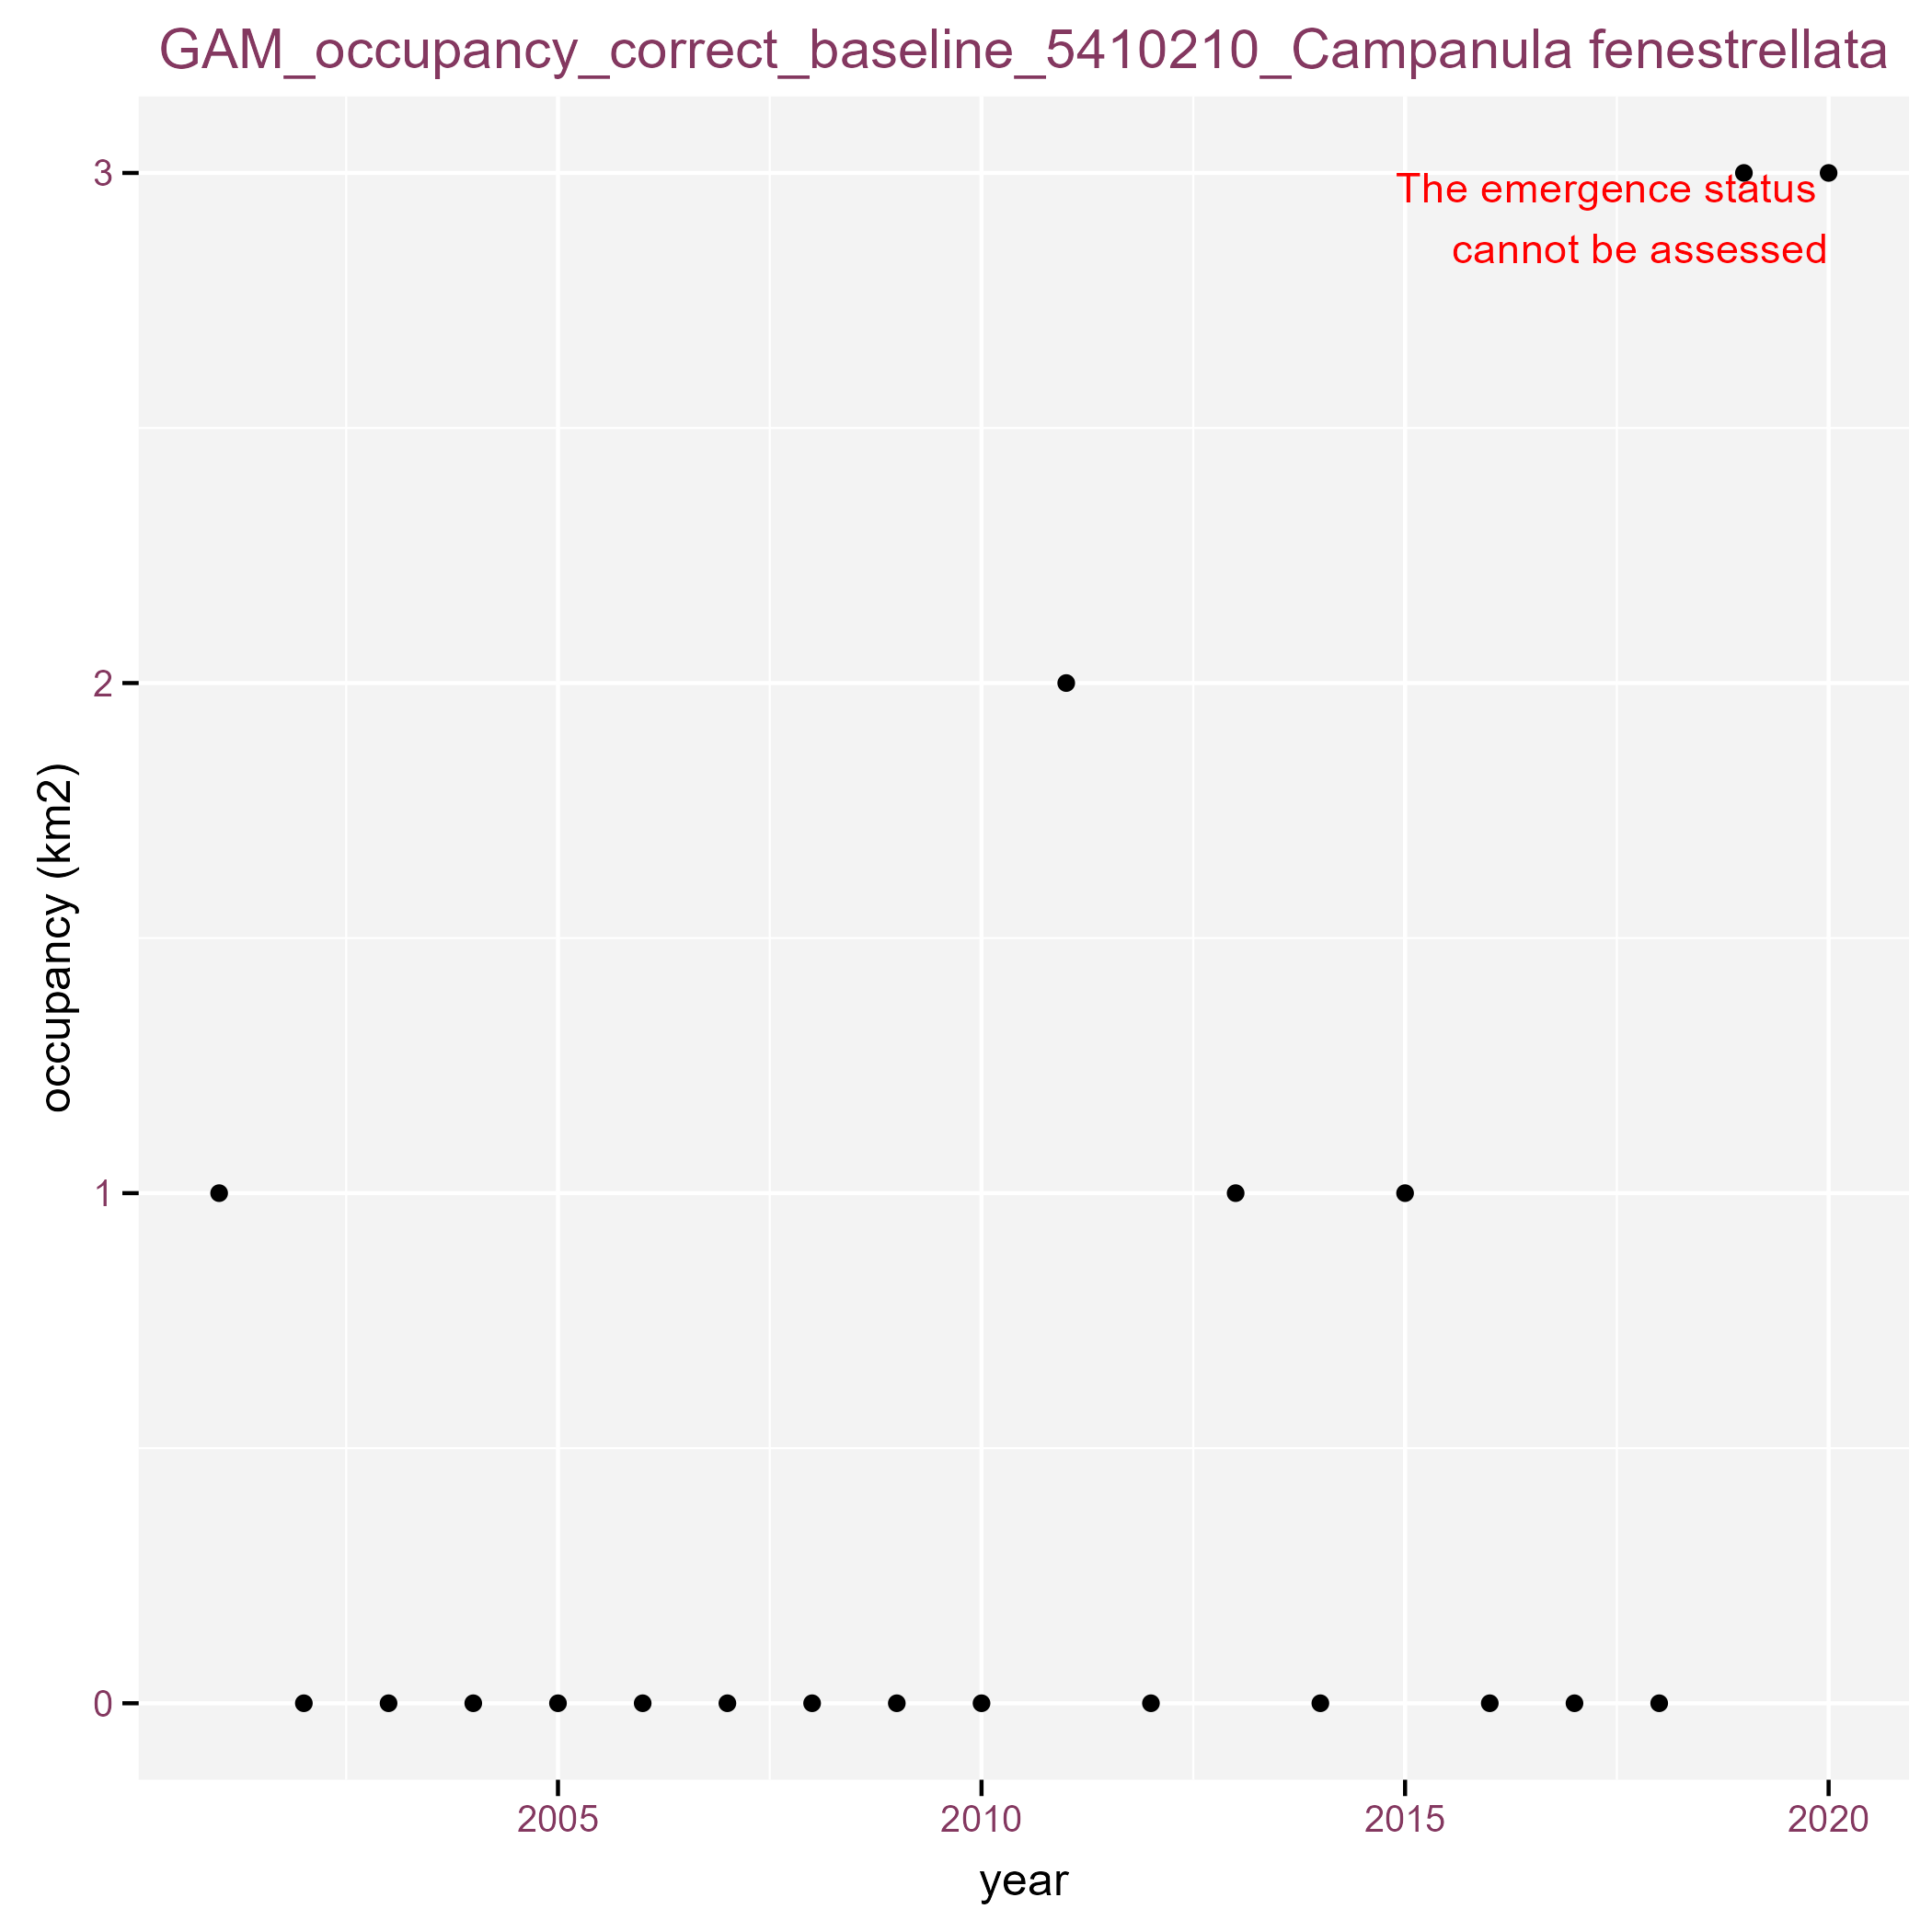 GAM_occupancy_correct_baseline_5410210_Campanula fenestrellata
3
The emergence status
cannot be assessed
2
occupancy (km2)
1
0
2005 2010 2015 2020
year